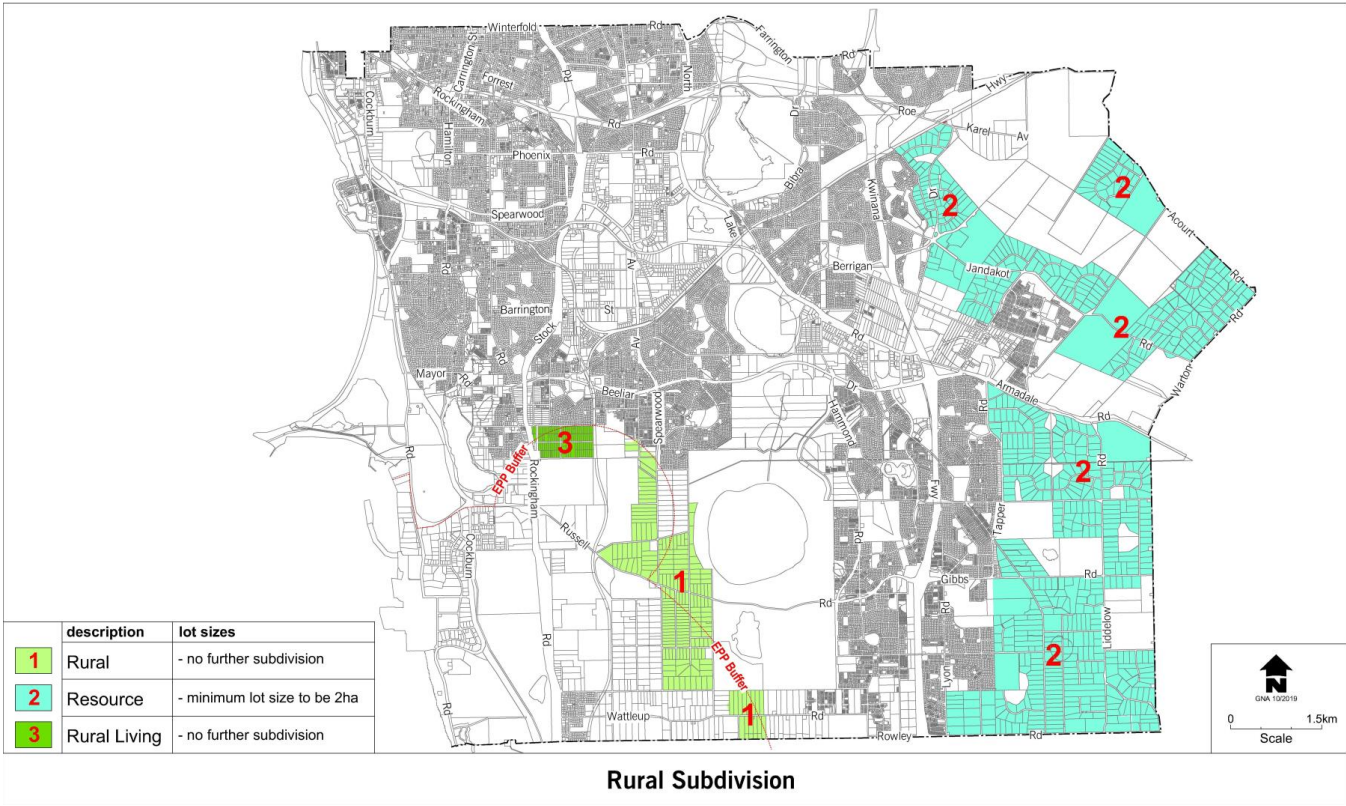 Winterfold
Rd
Farrington
Rd
Carrington St
Rd
North
Forrest
Cockburn
Rockingham
Hamilton
Rd
Dr
Hwy
Roe
Karel
Av
Phoenix
Rd
Bibra
Kwinana
Dr
2
2
Acourt
Spearwood
Lake
Rd
Av
Berrigan
Jandakot
Rd
Rd
Barrington
St
Stock
Av
Rd
2
Rd
Mayor
Rd
Rd
Beeliar
Dr
Armadale
Warton
Spearwood
Hammond
Rd
Rd
3
Rd
EPP Buffer
Rockingham
Rd
2
Fwy
Tapper
Russell
Cockburn
Rd
1
Gibbs
Rd
Rd
Rd
Liddelow
Rd
EPP Buffer
2
Lyon
Rd
Wattleup
1
Rd
Rowley
Rd
description lot sizes
1 Rural - no further subdivision
2 Resource - minimum lot size to be 2ha
3 Rural Living - no further subdivision
N
GNA 10/2019
0 1.5km
Scale
Rural Subdivision